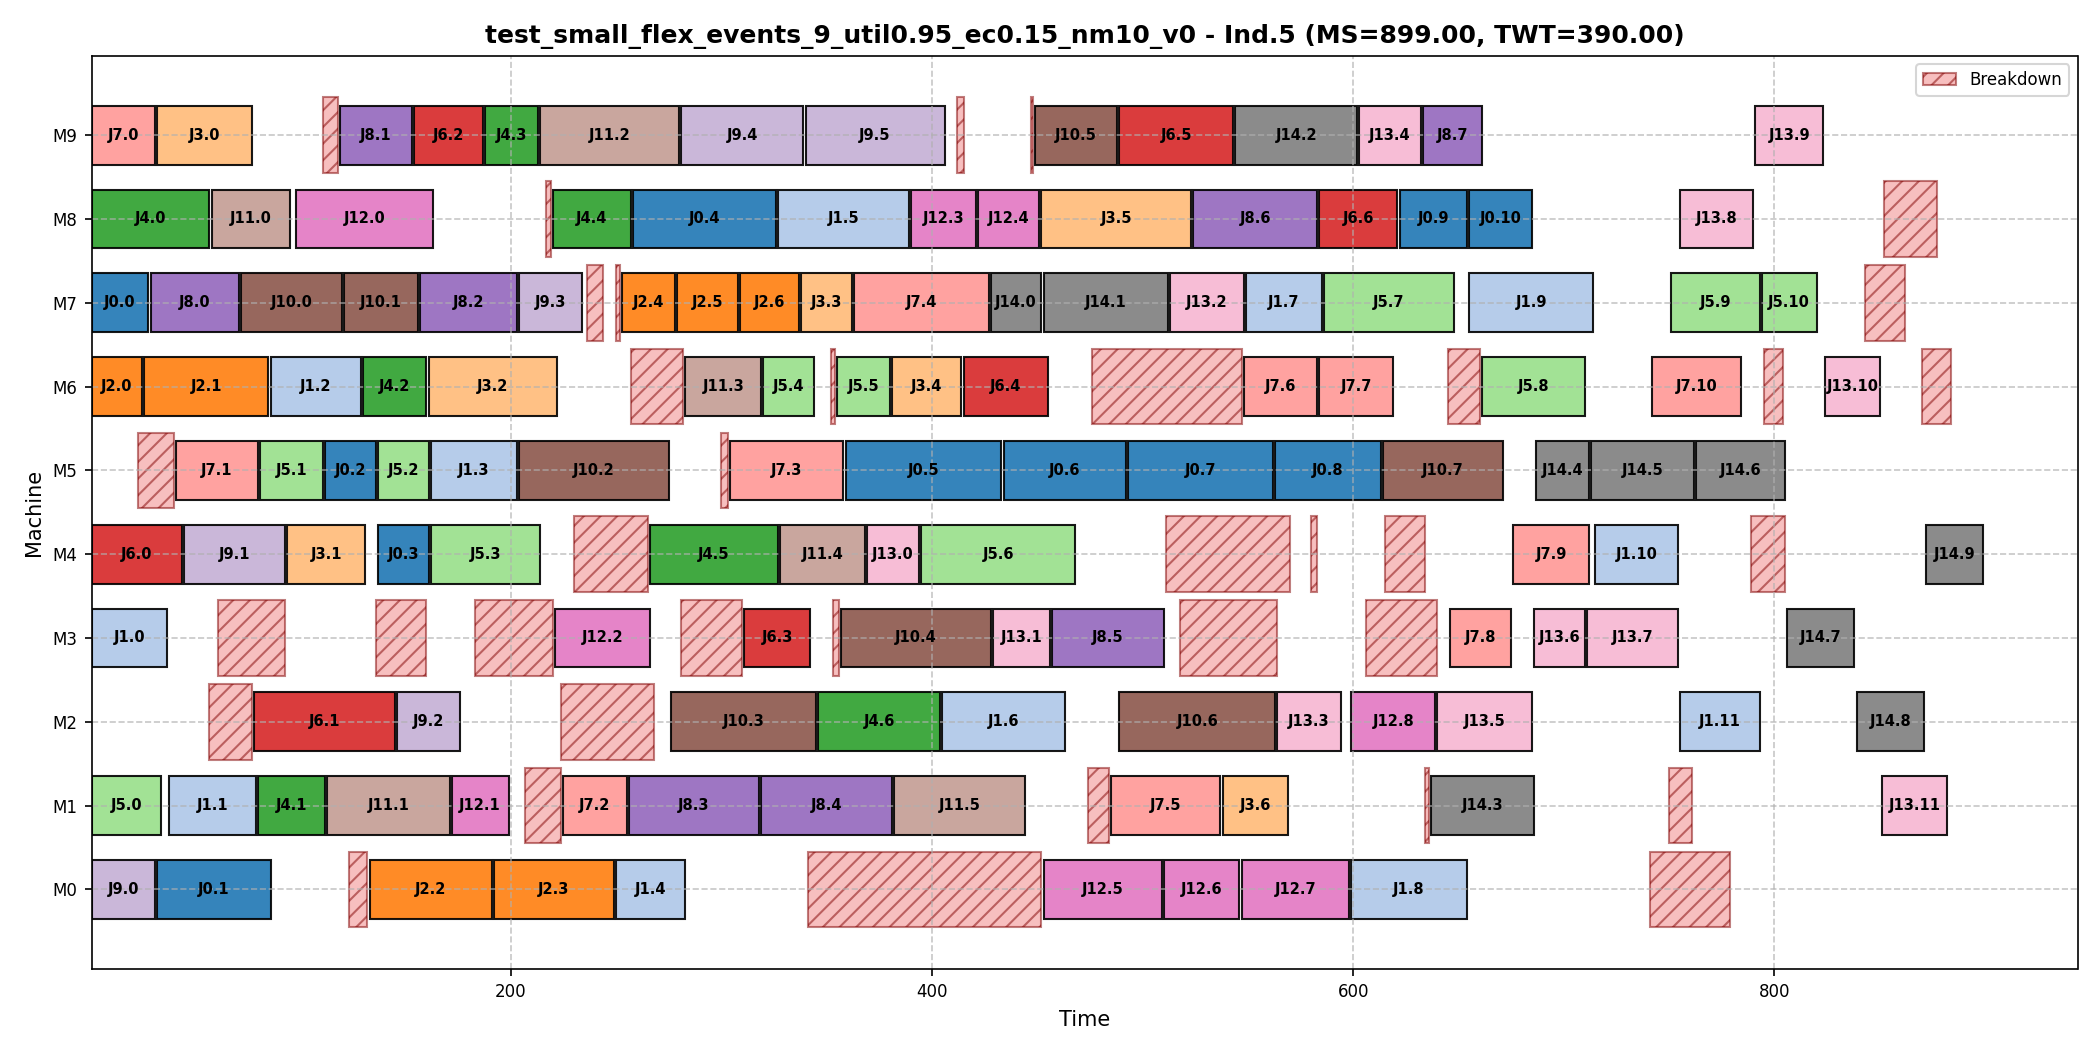 test_small_flex_events_9_util0.95_ec0.15_nm10_v0 - Ind.5 (MS=899.00, TWT=390.00)
Breakdown
M9 J7.0 J3.0 J8.1 J6.2 J4.3 J11.2 J9.4 J9.5 J10.5 J6.5 J14.2 J13.4 J8.7 J13.9
M8 J4.0 J11.0 J12.0 J4.4 J0.4 J1.5 J12.3 J12.4 J3.5 J8.6 J6.6 J0.9 J0.10 J13.8
M7 J0.0 J8.0 J10.0 J10.1 J8.2 J9.3 J2.4 J2.5 J2.6 J3.3 J7.4 J14.0 J14.1 J13.2 J1.7 J5.7 J1.9 J5.9 J5.10
M6 J2.0 J2.1 J1.2 J4.2 J3.2 J11.3 J5.4 J5.5 J3.4 J6.4 J7.6 J7.7 J5.8 J7.10 J13.10
M5 J7.1 J5.1 J0.2 J5.2 J1.3 J10.2 J7.3 J0.5 J0.6 J0.7 J0.8 J10.7 J14.4 J14.5 J14.6
M4 J6.0 J9.1 J3.1 J0.3 J5.3 J4.5 J11.4 J13.0 J5.6 J7.9 J1.10 J14.9
M3 J1.0 J12.2 J6.3 J10.4 J13.1 J8.5 J7.8 J13.6 J13.7 J14.7
M2 J6.1 J9.2 J10.3 J4.6 J1.6 J10.6 J13.3 J12.8 J13.5 J1.11 J14.8
M1 J5.0 J1.1 J4.1 J11.1 J12.1 J7.2 J8.3 J8.4 J11.5 J7.5 J3.6 J14.3 J13.11
M0 J9.0 J0.1 J2.2 J2.3 J1.4 J12.5 J12.6 J12.7 J1.8
Machine
200 400 600 800
Time